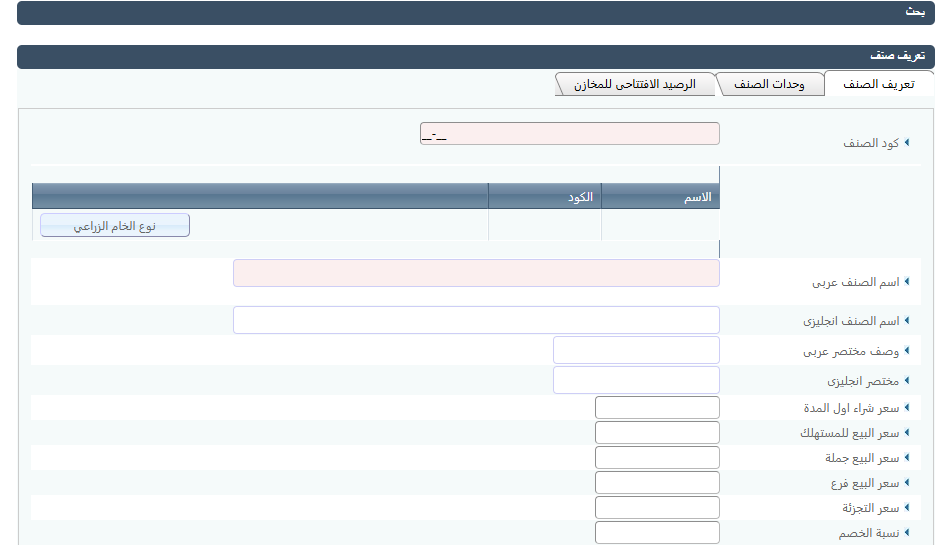 بحث
تعريف صنف
تعريف الصنف
وحدات الصنف
الرصيد الافتتاحى للمخازن
كود الصنف
__-__
الاسم
الكود
نوع الخام الزراعي
اسم الصنف عربى
اسم الصنف انجليزى
وصف مختصر عربى
مختصر انجليزى
سعر شراء اول المدة
سعر البيع للمستهلك
سعر البيع جملة
سعر البيع فرع
سعر التجزئة
نسبة الخصم